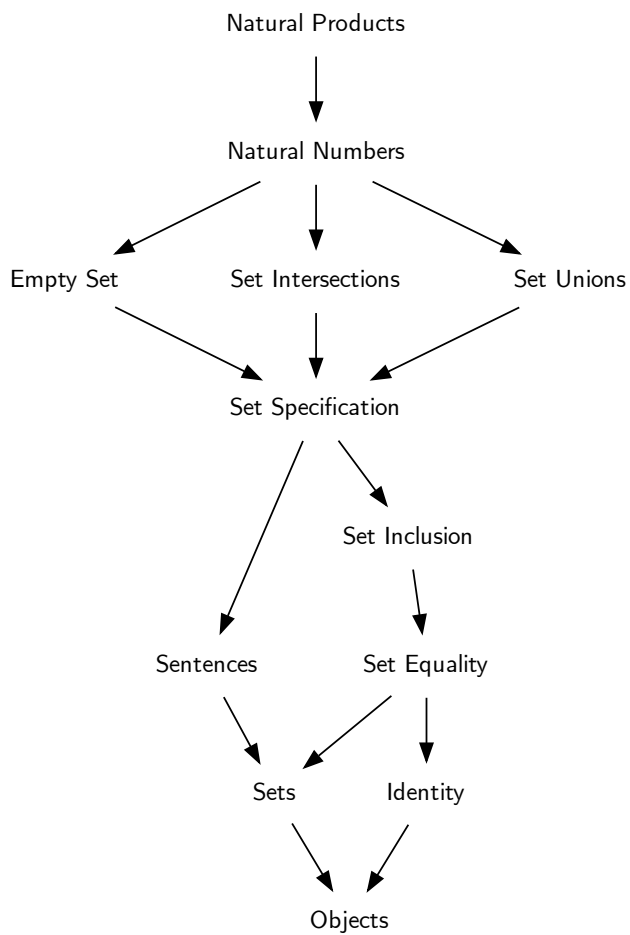 Natural Products
Natural Numbers
Empty Set
Set Intersections
Set Unions
Set Specification
Set Inclusion
Sentences
Set Equality
Sets
Identity
Objects